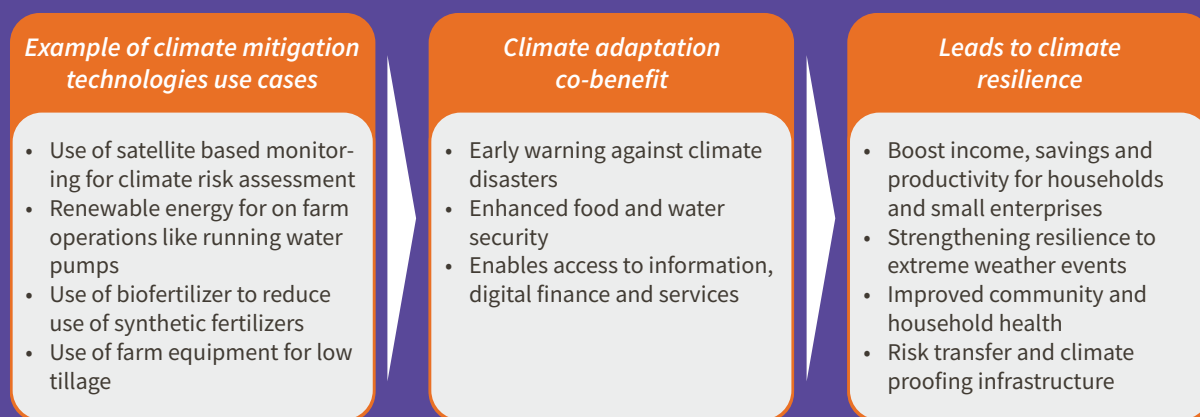 Example of climate mitigation
technologies use cases
• Use of satellite based monitor-
ing for climate risk assessment
• Renewable energy for on farm
operations like running water
pumps
• Use of biofertilizer to reduce
use of synthetic fertilizers
• Use of farm equipment for low
tillage
Climate adaptation
co-benefit
• Early warning against climate
disasters
• Enhanced food and water
security
• Enables access to information,
digital finance and services
Leads to climate
resilience
• Boost income, savings and
productivity for households
and small enterprises
• Strengthening resilience to
extreme weather events
• Improved community and
household health
• Risk transfer and climate
proofing infrastructure